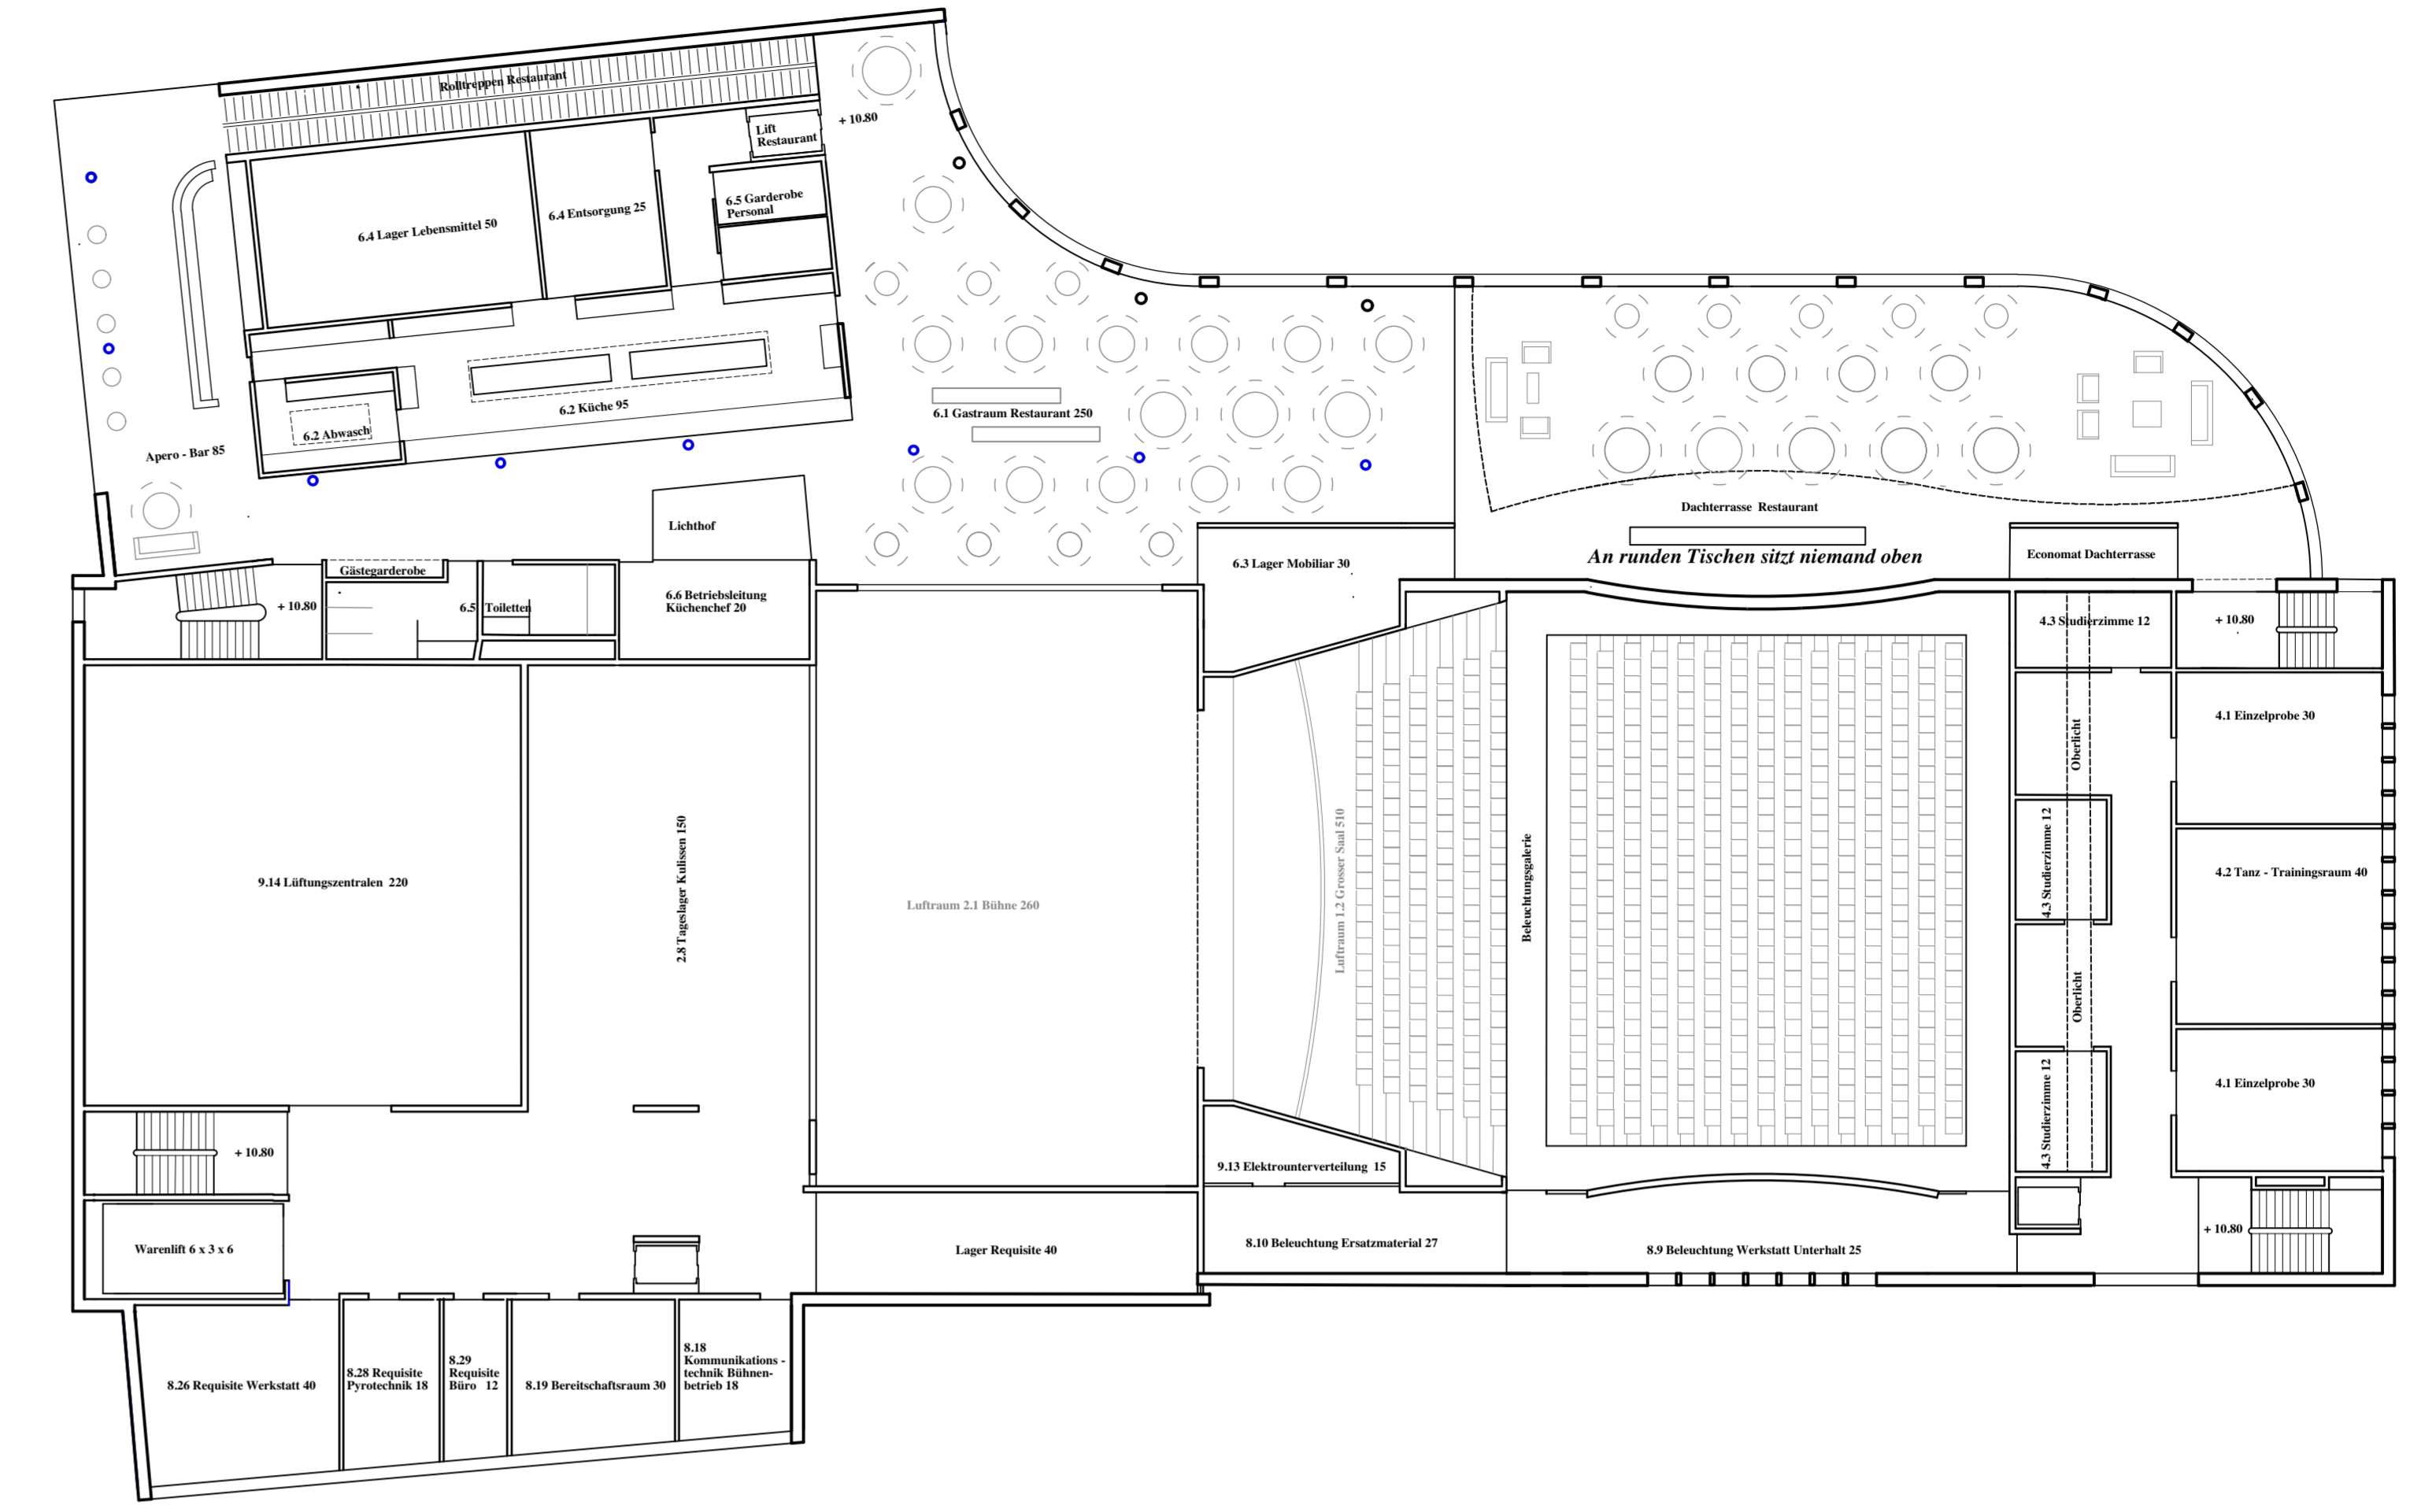 Rolltreppen Restaurant
Lift
Restaurant
+ 10.80
6.4 Lager Lebensmittel 50
6.4 Entsorgung 25
6.5 Garderobe
Personal
6.2 Küche 95
6.2 Abwasch
Apero - Bar 85
6.1 Gastraum Restaurant 250
Lichthof
Dachterrasse  Restaurant
An runden Tischen sitzt niemand oben
Economat Dachterrasse
6.3 Lager Mobiliar 30
Gästegarderobe
+ 10.80
6.5 Toiletten
6.6 Betriebsleitung
Küchenchef 20
4.3 Studierzimme 12
+ 10.80
4.1 Einzelprobe 30
Oberlicht
9.14 Lüftungszentralen  220
2.8 Tageslager Kulissen 150
Luftraum 2.1 Bühne 260
Luftraum 1.2 Grosser Saal 510
Beleuchtungsgalerie
4.3 Studierzimme 12
4.2 Tanz - Trainingsraum 40
Oberlicht
4.3 Studierzimme 12
4.1 Einzelprobe 30
+ 10.80
9.13 Elektrounterverteilung  15
Warenlift 6 x 3 x 6
Lager Requisite 40
8.10 Beleuchtung Ersatzmaterial 27
8.9 Beleuchtung Werkstatt Unterhalt 25
+ 10.80
8.26 Requisite Werkstatt 40
8.28 Requisite
Pyrotechnik 18
8.29
Requisite
Büro   12
8.19 Bereitschaftsraum 30
8.18
Kommunikations -
technik Bühnen-
betrieb 18